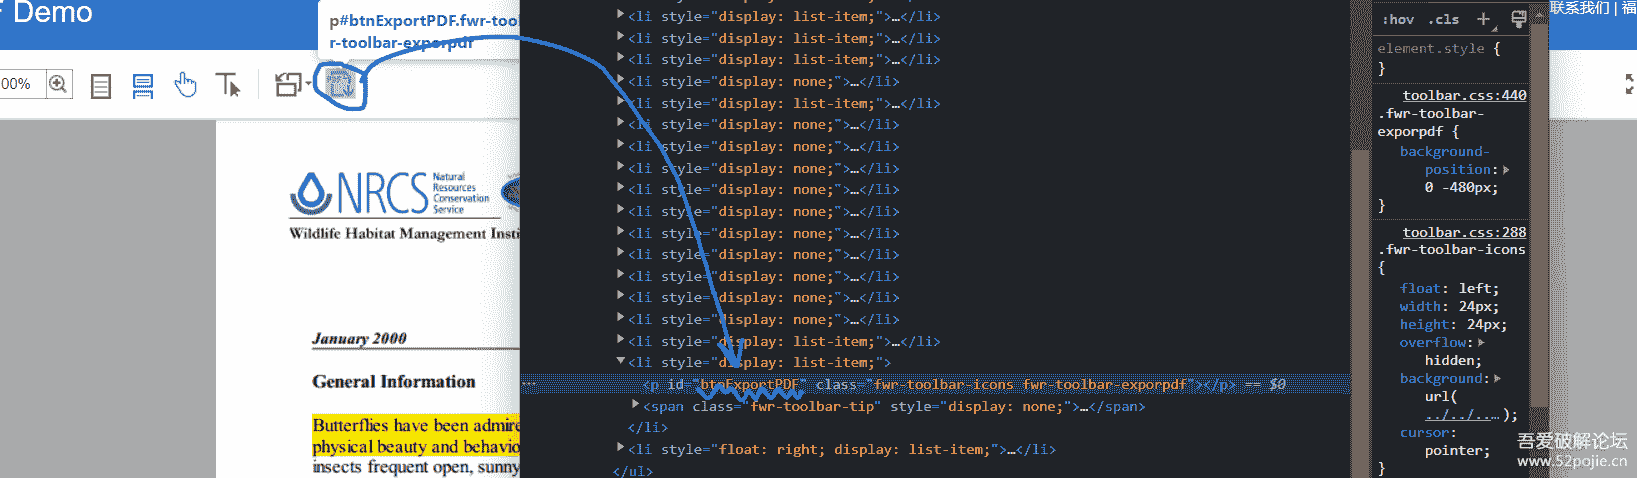 F Demo
p#btnExportPDF.fwr-too
r-toolbar-exporpdf
00%
NRCS
Natural
Resources
Conservation
Service
Wildlife Habitat Management Insti
January 2000
General Information
Butterflies have been admire
physical beauty and behavio
insects frequent open, sunny
<li style="display: list-item;">…</li>
<li style="display: list-item;">…</li>
<li style="display: list-item;">…</li>
<li style="display: none;">…</li>
<li style="display: list-item;">…</li>
<li style="display: none;">…</li>
<li style="display: none;">…</li>
<li style="display: none;">…</li>
<li style="display: none;">…</li>
<li style="display: none;">…</li>
<li style="display: none;">…</li>
<li style="display: none;">…</li>
<li style="display: none;">…</li>
<li style="display: none;">…</li>
<li style="display: none;">…</li>
<li style="display: list-item;">…</li>
<li style="display: list-item;">
… <p id="btnExportPDF" class="fwr-toolbar-icons fwr-toolbar-exporpdf"></p> == $0
<span class="fwr-toolbar-tip" style="display: none;">…</span>
</li>
<li style="float: right; display: list-item;">…</li>
</ul>
:hov .cls +
element.style {
}
toolbar.css:440
.fwr-toolbar-
exporpdf {
background-
position:
0 -480px;
}
toolbar.css:288
.fwr-toolbar-icons
{
float: left;
width: 24px;
height: 24px;
overflow:
hidden;
background:
url(
../../..…);
cursor:
pointer;
}
联系我们 | 福
吾爱破解论坛
www.52pojie.cn